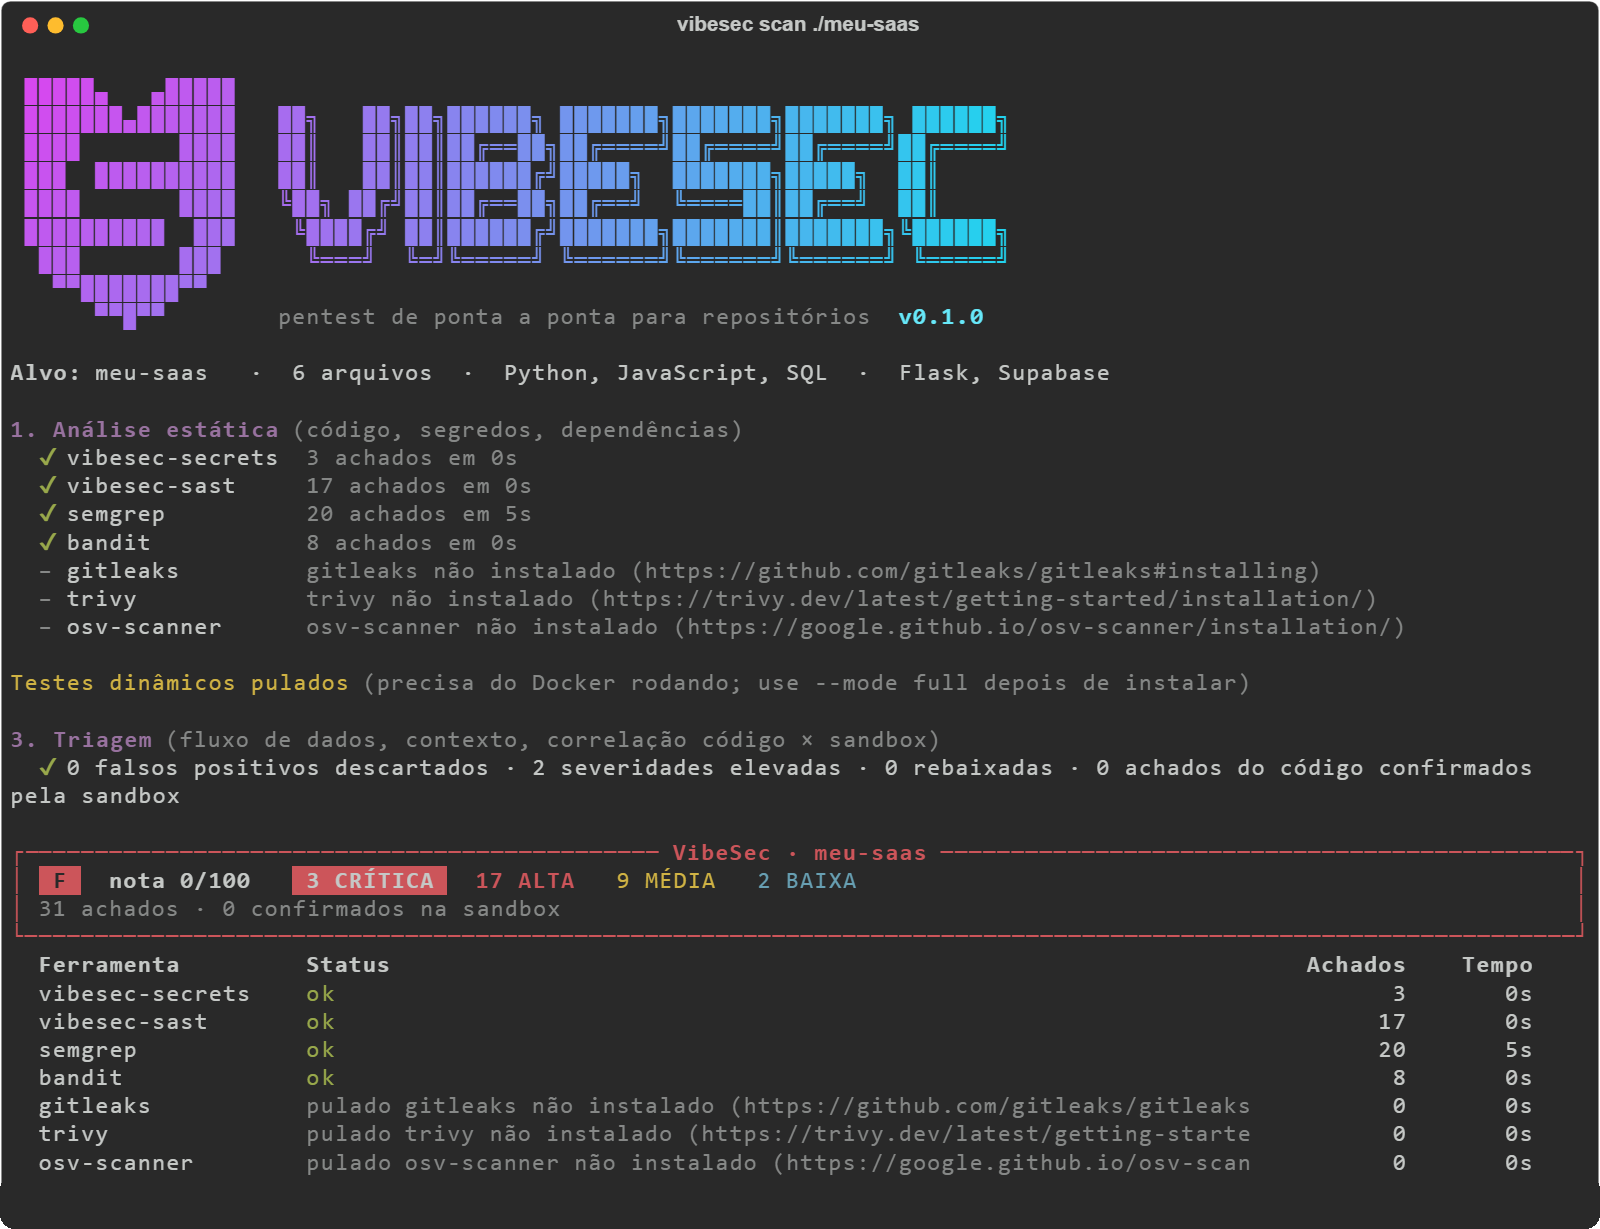 vibesec scan ./meu-saas
VIBESEC
pentest de ponta a ponta para repositórios  v0.1.0
Alvo: meu-saas  ·  6 arquivos  ·  Python, JavaScript, SQL  ·  Flask, Supabase
1. Análise estática (código, segredos, dependências)
✓ vibesec-secrets  3 achados em 0s
✓ vibesec-sast  17 achados em 0s
✓ semgrep  20 achados em 5s
✓ bandit  8 achados em 0s
– gitleaks  gitleaks não instalado (https://github.com/gitleaks/gitleaks#installing)
– trivy  trivy não instalado (https://trivy.dev/latest/getting-started/installation/)
– osv-scanner  osv-scanner não instalado (https://google.github.io/osv-scanner/installation/)
Testes dinâmicos pulados (precisa do Docker rodando; use --mode full depois de instalar)
3. Triagem (fluxo de dados, contexto, correlação código × sandbox)
✓ 0 falsos positivos descartados · 2 severidades elevadas · 0 rebaixadas · 0 achados do código confirmados
pela sandbox
VibeSec · meu-saas
F  nota 0/100  3 CRÍTICA  17 ALTA  9 MÉDIA  2 BAIXA
31 achados · 0 confirmados na sandbox
Ferramenta  Status  Achados  Tempo
vibesec-secrets  ok  3  0s
vibesec-sast  ok  17  0s
semgrep  ok  20  5s
bandit  ok  8  0s
gitleaks  pulado gitleaks não instalado (https://github.com/gitleaks/gitleaks  0  0s
trivy  pulado trivy não instalado (https://trivy.dev/latest/getting-starte  0  0s
osv-scanner  pulado osv-scanner não instalado (https://google.github.io/osv-scan  0  0s